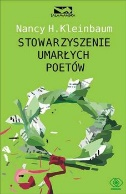 Nancy H. Kleinbaum
STOWARZYSZENIE
UMARŁYCH
POETÓW